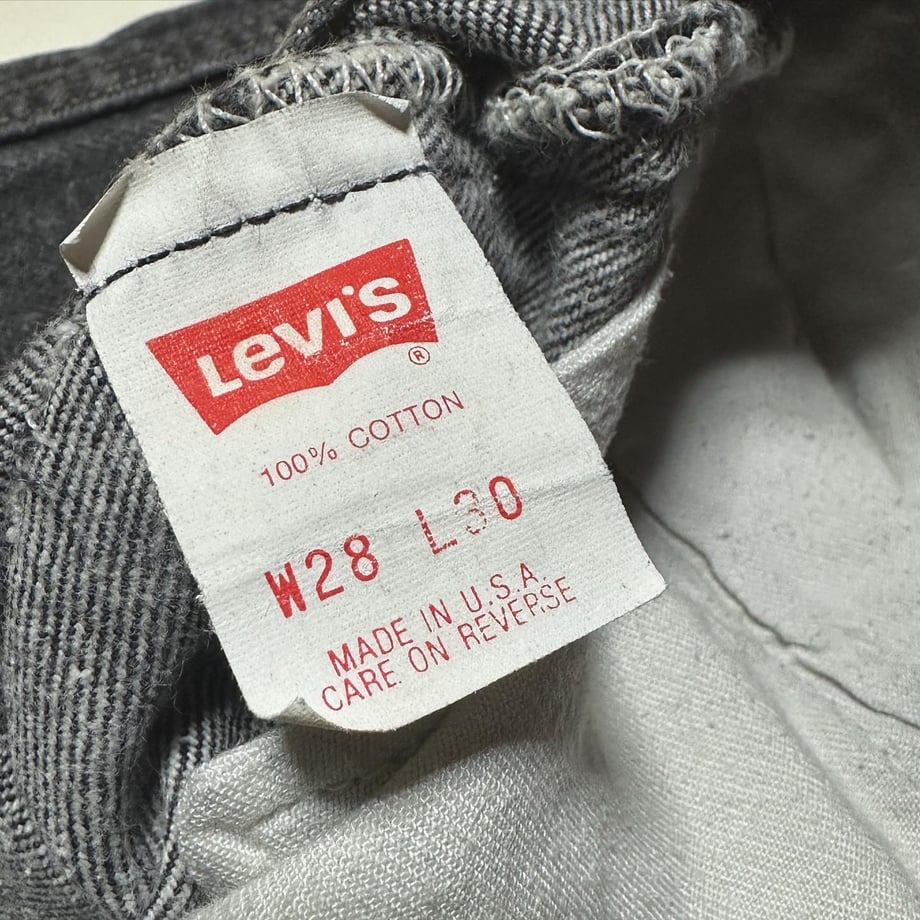 Levi's
®
100% COTTON
W28 L30
MADE IN U.S.A.
CARE ON REVERSE